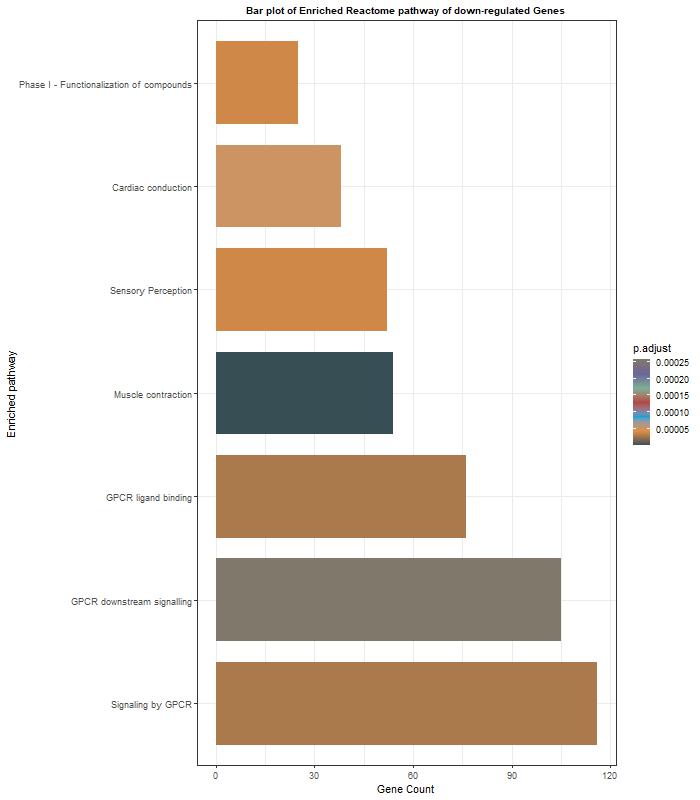 Bar plot of Enriched Reactome pathway of down-regulated Genes
Phase I - Functionalization of compounds
Cardiac conduction
Sensory Perception
Muscle contraction
GPCR ligand binding
GPCR downstream signalling
Signaling by GPCR
Enriched pathway
0 30 60 90 120
Gene Count
p.adjust
0.00025
0.00020
0.00015
0.00010
0.00005